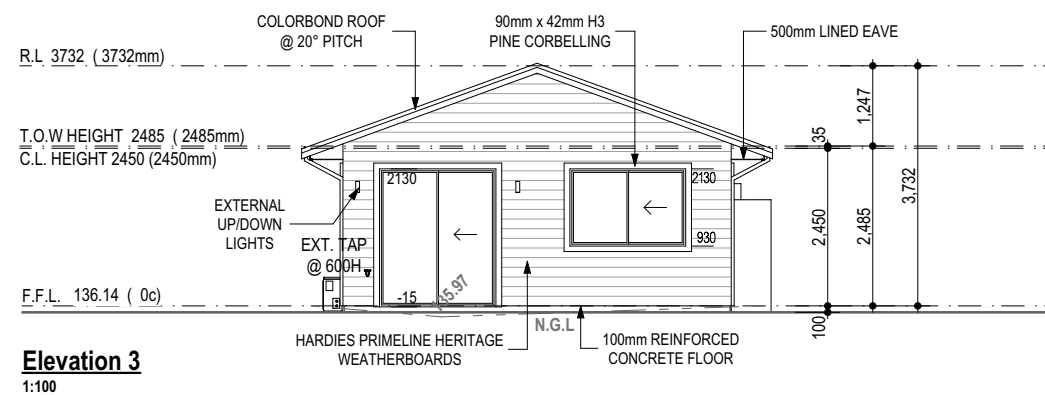 COLORBOND ROOF
@ 20° PITCH
90mm x 42mm H3
PINE CORBELLING
500mm LINED EAVE
R.L 3732 ( 3732mm)
1,247
T.O.W HEIGHT 2485 ( 2485mm)
35
C.L. HEIGHT 2450 (2450mm)
2130
2130
3,732
EXTERNAL
UP/DOWN
LIGHTS
2,450
2,485
930
EXT. TAP
@ 600H
F.F.L. 136.14 ( 0c)
-15
135.97
N.G.L
100
HARDIES PRIMELINE HERITAGE
WEATHERBOARDS
100mm REINFORCED
CONCRETE FLOOR
Elevation 3
1:100